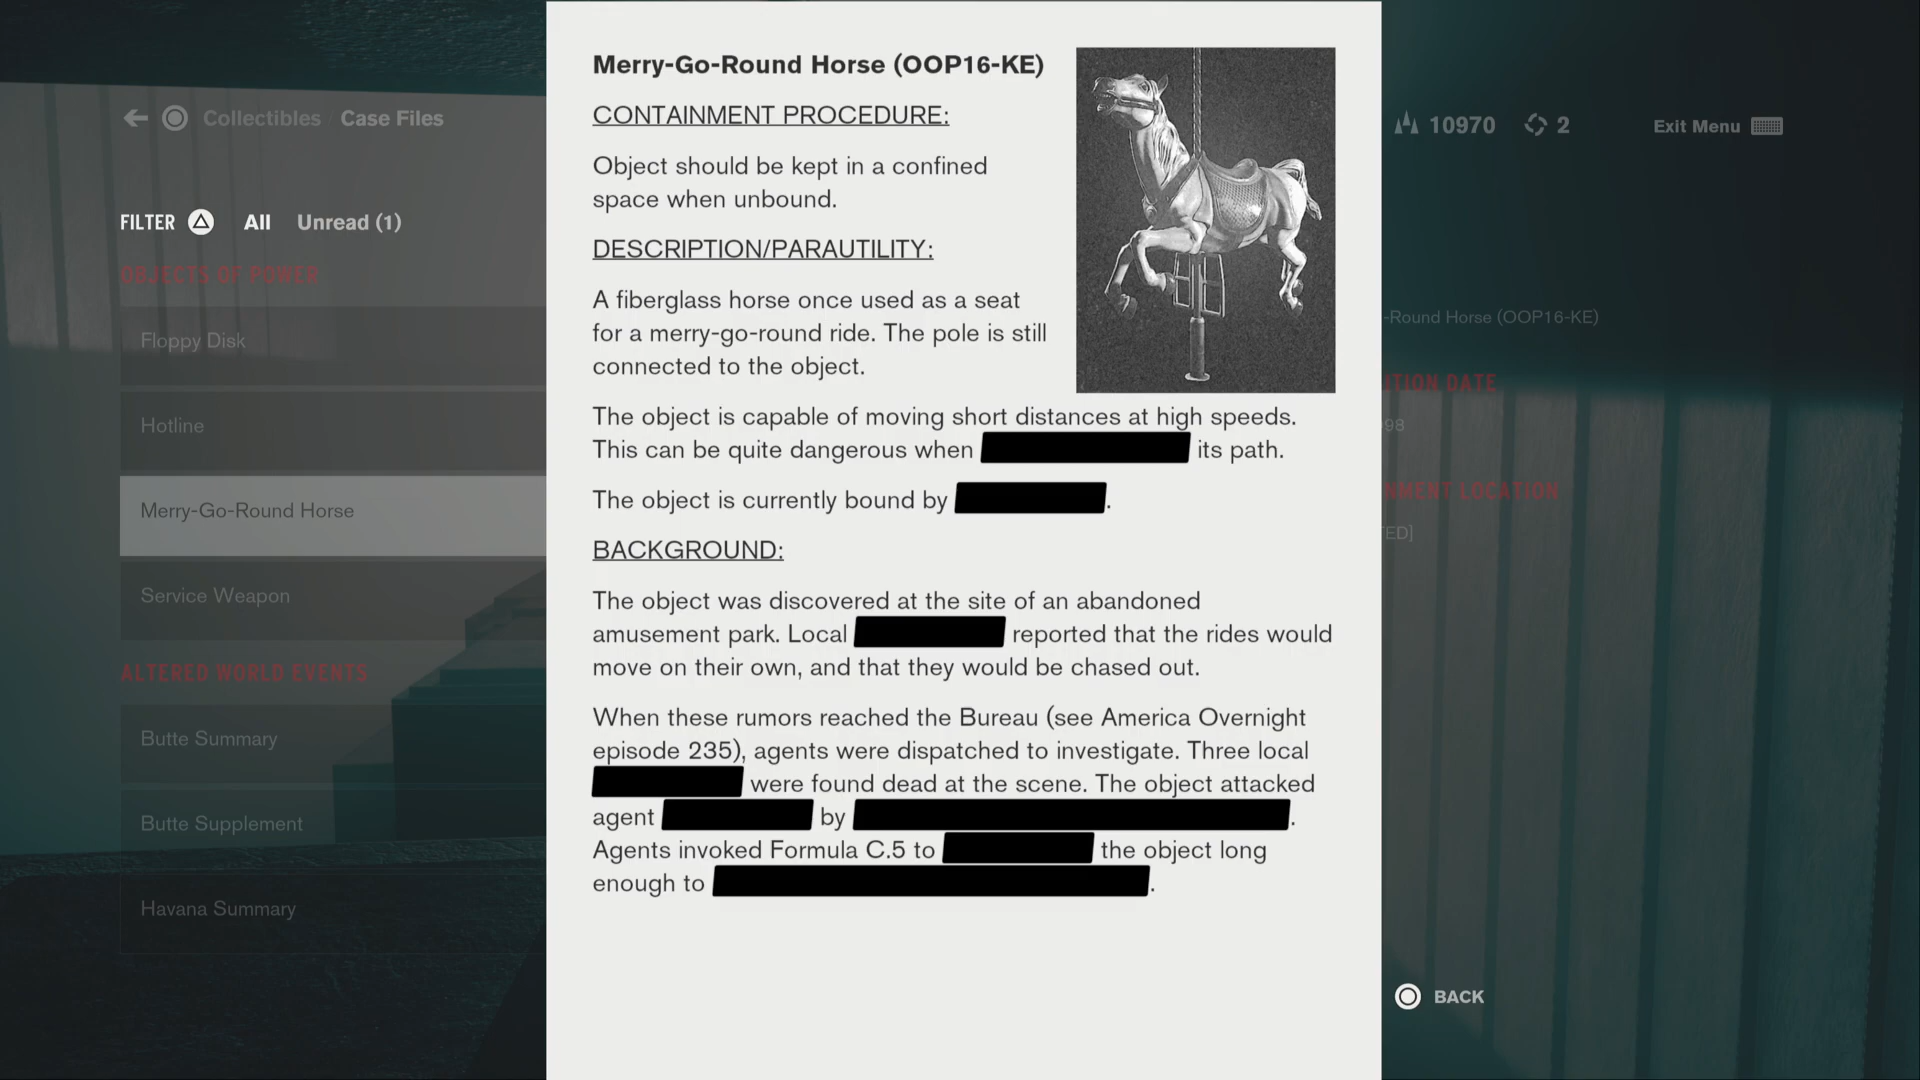 Collectibles / Case Files
10970
2
Exit Menu
FILTER All Unread (1)
OBJECTS OF POWER
Floppy Disk
Hotline
Merry-Go-Round Horse
Service Weapon
ALTERED WORLD EVENTS
Butte Summary
Butte Supplement
Havana Summary
Merry-Go-Round Horse (OOP16-KE)
CONTAINMENT PROCEDURE:
Object should be kept in a confined
space when unbound.
DESCRIPTION/PARAUTILITY:
A fiberglass horse once used as a seat
for a merry-go-round ride. The pole is still
connected to the object.
The object is capable of moving short distances at high speeds.
This can be quite dangerous when its path.
The object is currently bound by .
BACKGROUND:
The object was discovered at the site of an abandoned
amusement park. Local reported that the rides would
move on their own, and that they would be chased out.
When these rumors reached the Bureau (see America Overnight
episode 235), agents were dispatched to investigate. Three local
were found dead at the scene. The object attacked
agent by .
Agents invoked Formula C.5 to the object long
enough to .
-Round Horse (OOP16-KE)
ITION DATE
98
NMENT LOCATION
ED]
BACK